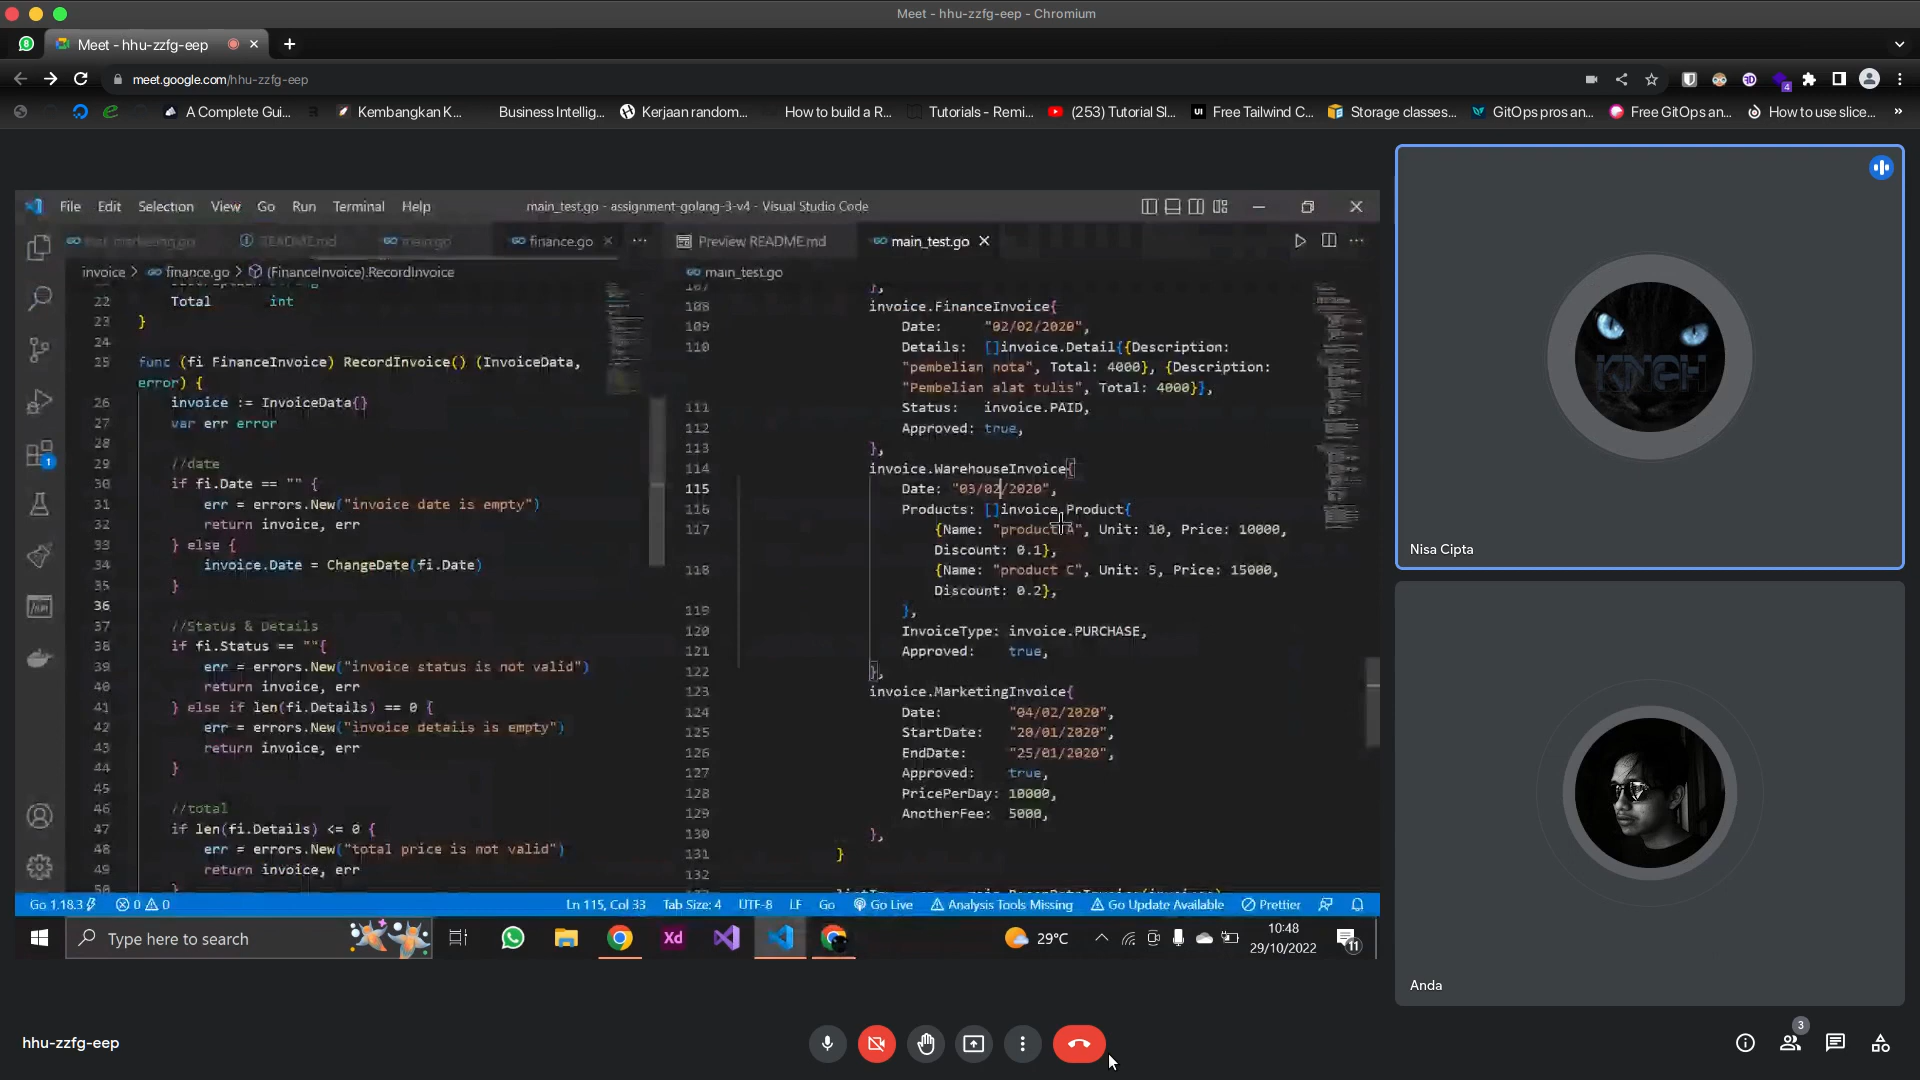 Meet - hhu-zzfg-eep - Chromium
Meet - hhu-zzfg-eep
meet.google.com/hhu-zzfg-eep
4
A Complete Gui...
Kembangkan K...
Business Intellig...
Kerjaan random...
How to build a R...
Tutorials - Remi...
(253) Tutorial Sl...
UI
Free Tailwind C...
Storage classes...
GitOps pros an...
Free GitOps an...
How to use slice...
File Edit Selection View Go Run Terminal Help
main_test.go - assignment-golang-3-v4 - Visual Studio Code
README.md
main.go
finance.go
Preview README.md
main_test.go
invoice > finance.go > (FinanceInvoice).RecordInvoice
22 Total int
23 }
24
25 func (fi FinanceInvoice) RecordInvoice() (InvoiceData,
error) {
26 invoice := InvoiceData{}
27 var err error
28
29 //date
30 if fi.Date == "" {
31 err = errors.New("invoice date is empty")
32 return invoice, err
33 } else {
34 invoice.Date = ChangeDate(fi.Date)
35 }
36
37 //Status & Details
38 if fi.Status == ""{
39 err = errors.New("invoice status is not valid")
40 return invoice, err
41 } else if len(fi.Details) == 0 {
42 err = errors.New("invoice details is empty")
43 return invoice, err
44 }
45
46 //total
47 if len(fi.Details) <= 0 {
48 err = errors.New("total price is not valid")
49 return invoice, err
50 }
main_test.go
107 },
108 invoice.FinanceInvoice{
109 Date: "02/02/2020",
110 Details: []invoice.Detail{{Description:
"pembelian nota", Total: 4000}, {Description:
"Pembelian alat tulis", Total: 4000}},
111 Status: invoice.PAID,
112 Approved: true,
113 },
114 invoice.WarehouseInvoice{
115 Date: "03/02/2020",
116 Products: []invoice.Product{
117 {Name: "product A", Unit: 10, Price: 10000,
Discount: 0.1},
118 {Name: "product C", Unit: 5, Price: 15000,
Discount: 0.2},
119 },
120 InvoiceType: invoice.PURCHASE,
121 Approved: true,
122 },
123 invoice.MarketingInvoice{
124 Date: "04/02/2020",
125 StartDate: "20/01/2020",
126 EndDate: "25/01/2020",
127 Approved: true,
128 PricePerDay: 10000,
129 AnotherFee: 5000,
130 },
131 }
132
1
Go 1.18.3
0 0
Ln 115, Col 33
Tab Size: 4
UTF-8
LF
Go
Go Live
Analysis Tools Missing
Go Update Available
Prettier
Type here to search
Xd
29°C
10:48
29/10/2022
11
KNEH
Nisa Cipta
Anda
hhu-zzfg-eep
3